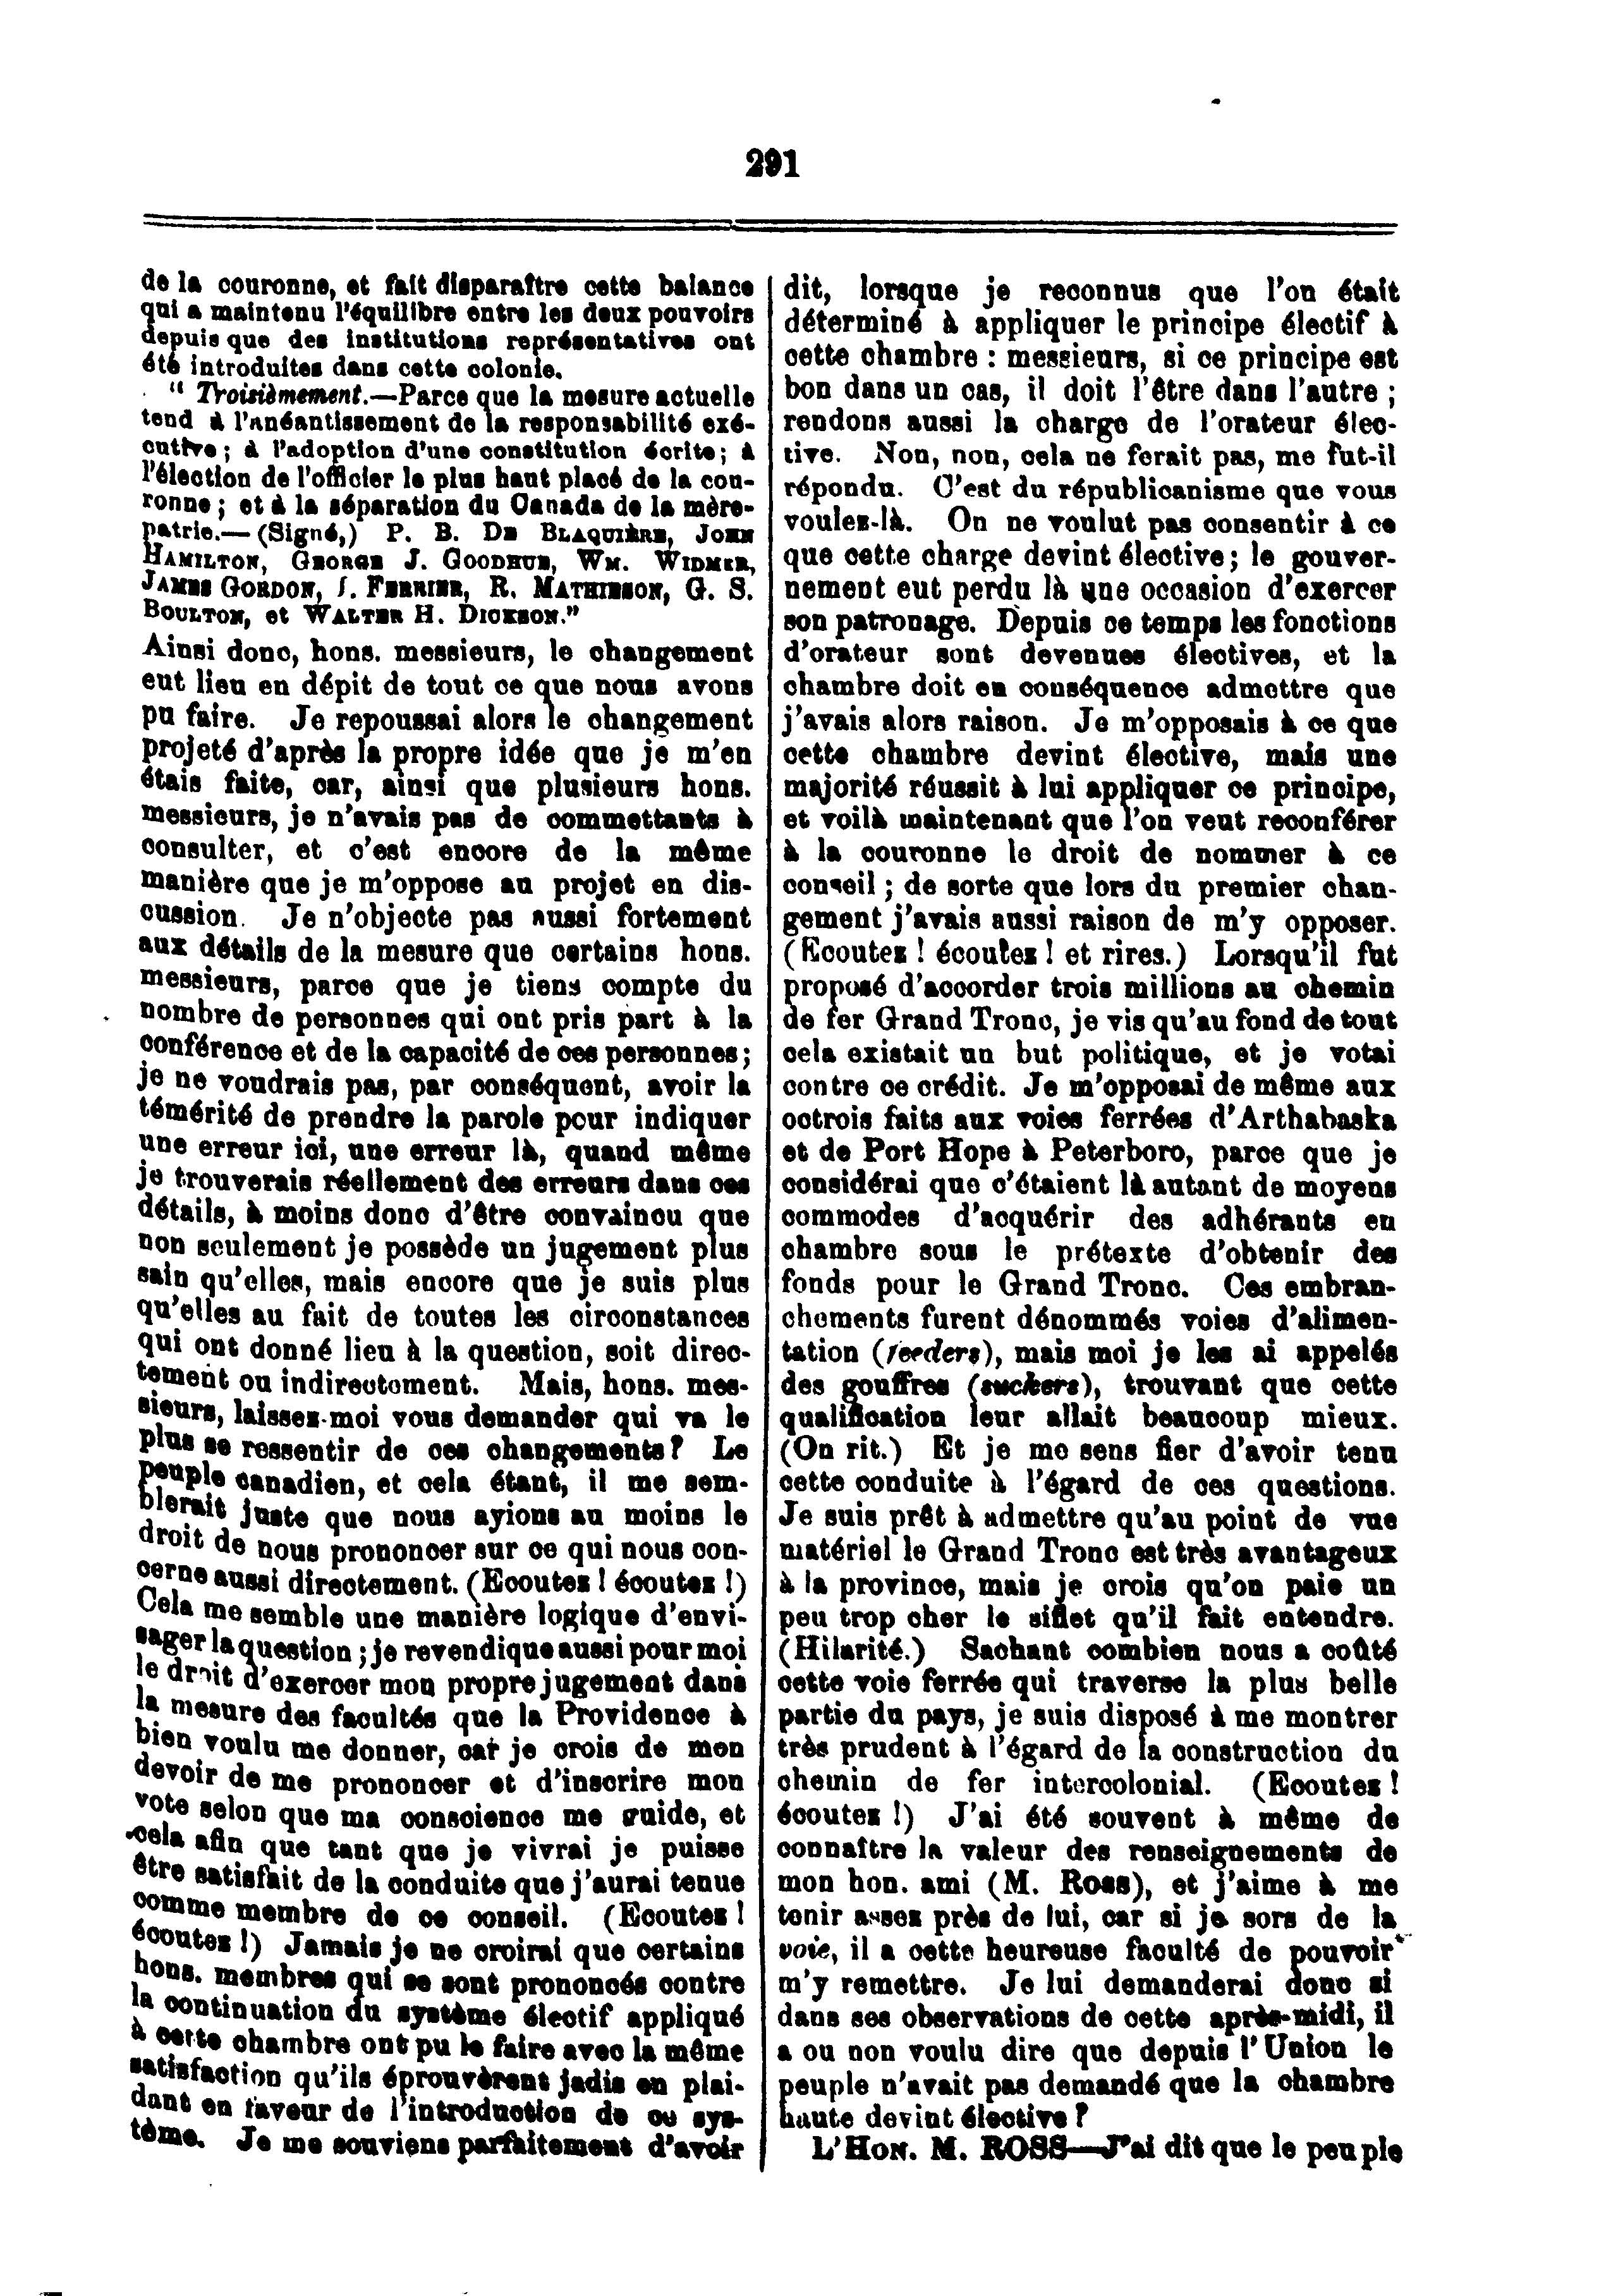 291
de la couronne, et fait disparaître cette balance
qui a maintenu l'équilibre entre les deux pouvoirs
depuis que des institutions représentatives ont
été introduites dans cette colonie.
" Troisièmement.—Parce que la mesure actuelle
tend à l'anéantissement de la responsabilité exé-
cutive ; à l'adoption d'une constitution écrite ; à
l'élection de l'officier le plus haut placé de la cou-
ronne ; et à la séparation du Canada de la mère-
patrie.— (Signé,) P. B. DE BLAQUIÈRE, JOHN
HAMILTON, GEORGE J. GOODHUE, WM. WIDMER,
JAMES GORDON, J. FERRIER, R. MATHIESON, G. S.
BOULTON, et WALTER H. DICKSON."
Ainsi donc, hons. messieurs, le changement
eut lieu en dépit de tout ce que nous avons
pu faire. Je repoussai alors le changement
projeté d'après la propre idée que je m'en
étais faite, car, ainsi que plusieurs hons.
messieurs, je n'avais pas de commettants à
consulter, et c'est encore de la même
manière que je m'oppose au projet en dis-
cussion. Je n'objecte pas aussi fortement
aux détails de la mesure que certains hons.
messieurs, parce que je tiens compte du
nombre de personnes qui ont pris part à la
conférence et de la capacité de ces personnes ;
je ne voudrais pas, par conséquent, avoir la
témérité de prendre la parole pour indiquer
une erreur ici, une erreur là, quand même
je trouverais réellement des erreurs dans ces
détails, à moins donc d'être convaincu que
non seulement je possède un jugement plus
sain qu'elles, mais encore que je suis plus
qu'elles au fait de toutes les circonstances
qui ont donné lieu à la question, soit direc-
tement ou indirectement. Mais, hons. mes-
sieurs, laissez-moi vous demander qui va le
plus se ressentir de ces changements ? Le
peuple canadien, et cela étant, il me sem-
blerait juste que nous ayions au moins le
droit de nous prononcer sur ce qui nous con-
cerne aussi directement. (Ecoutez ! écoutez !)
Cela me semble une manière logique d'envi-
sager la question ; je revendique aussi pour moi
le droit d'exercer mon propre jugement dans
la mesure des facultés que la Providence à
bien voulu me donner, car je crois de mon
devoir de me prononcer et d'inscrire mon
vote selon que ma conscience me guide, et
cela afin que tant que je vivrai je puisse
être satisfait de la conduite que j'aurai tenue
comme membre de ce conseil. (Ecoutez !
écoutez !) Jamais je ne croirai que certains
hons. membres qui se sont prononcés contre
la continuation du système électif appliqué
à cette chambre ont pu le faire avec la même
satisfaction qu'ils éprouvèrent jadis en plai-
dant en faveur de l'introduction de ce sys-
tème. Je me souviens parfaitement d'avoir
dit, lorsque je reconnus que l'on était
déterminé à appliquer le principe électif à
cette chambre : messieurs, si ce principe est
bon dans un cas, il doit l'être dans l'autre ;
rendons aussi la charge de l'orateur élec-
tive. Non, non, cela ne ferait pas, me fut-il
répondu. C'est du républicanisme que vous
voulez-là. On ne voulut pas consentir à ce
que cette charge devint élective ; le gouver-
nement eut perdu là une occasion d'exercer
son patronage. Depuis ce temps les fonctions
d'orateur sont devenues électives, et la
chambre doit en conséquence admettre que
j'avais alors raison. Je m'opposais à ce que
cette chambre devint élective, mais une
majorité réussit à lui appliquer ce principe,
et voilà maintenant que l'on veut reconférer
à la couronne le droit de nommer à ce
conseil ; de sorte que lors du premier chan-
gement j'avais aussi raison de m'y opposer.
(Ecoutez ! écoutez ! et rires.) Lorsqu'il fut
proposé d'accorder trois millions au chemin
de fer Grand Tronc, je vis qu'au fond de tout
cela existait un but politique, et je votai
contre ce crédit. Je m'opposai de même aux
octrois faits aux voies ferrées d'Arthabaska
et de Port Hope à Peterboro, parce que je
considérai que c'étaient là autant de moyens
commodes d'acquérir des adhérants en
chambre sous le prétexte d'obtenir des
fonds pour le Grand Tronc. Ces embran-
chements furent dénommés voies d'alimen-
tation (feeders), mais moi je les ai appelés
des gouffres (suckers), trouvant que cette
qualification leur allait beaucoup mieux.
(On rit.) Et je me sens fier d'avoir tenu
cette conduite à l'égard de ces questions.
Je suis prêt à admettre qu'au point de vue
matériel le Grand Tronc est très avantageux
à la province, mais je crois qu'on paie un
peu trop cher le siflet qu'il fait entendre.
(Hilarité.) Sachant combien nous a coûté
cette voie ferrée qui traverse la plus belle
partie du pays, je suis disposé à me montrer
très prudent à l'égard de la construction du
chemin de fer intercolonial. (Ecoutez !
écoutez !) J'ai été souvent à même de
connaître la valeur des renseignements de
mon hon. ami (M. Ross), et j'aime à me
tenir assez près de lui, car si je sors de la
voie, il a cette heureuse faculté de pouvoir
m'y remettre. Je lui demanderai donc si
dans ses observations de cette après-midi, il
a ou non voulu dire que depuis l'Union le
peuple n'avait pas demandé que la chambre
haute devint élective ?
L'HON. M. ROSS—J'ai dit que le peuple